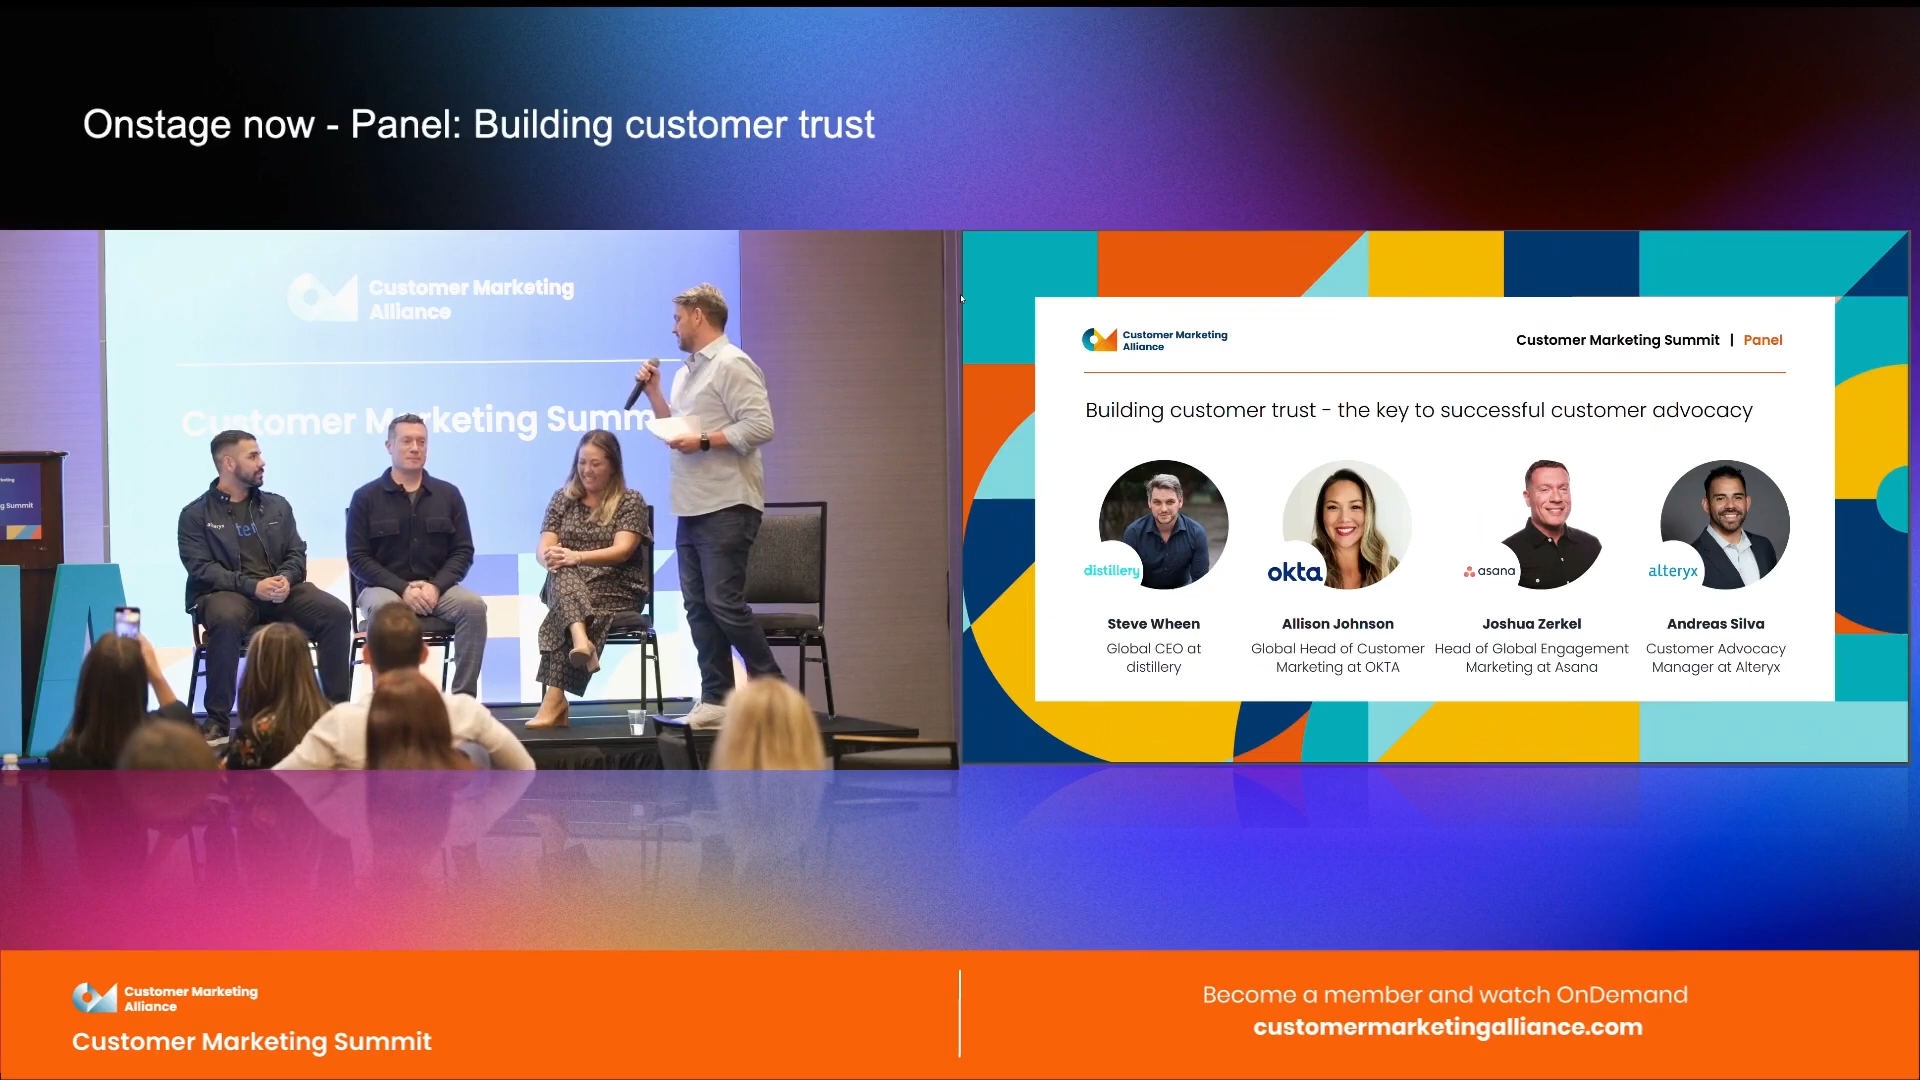 Onstage now - Panel: Building customer trust
Customer Marketing
Alliance
Customer Marketing Summ
g Summit
Customer Marketing
Alliance
Customer Marketing Summit | Panel
Building customer trust - the key to successful customer advocacy
distillery
okta
asana
alteryx
Steve Wheen
Global CEO at
distillery
Allison Johnson
Global Head of Customer
Marketing at OKTA
Joshua Zerkel
Head of Global Engagement
Marketing at Asana
Andreas Silva
Customer Advocacy
Manager at Alteryx
Customer Marketing
Alliance
Customer Marketing Summit
Become a member and watch OnDemand
customermarketingalliance.com